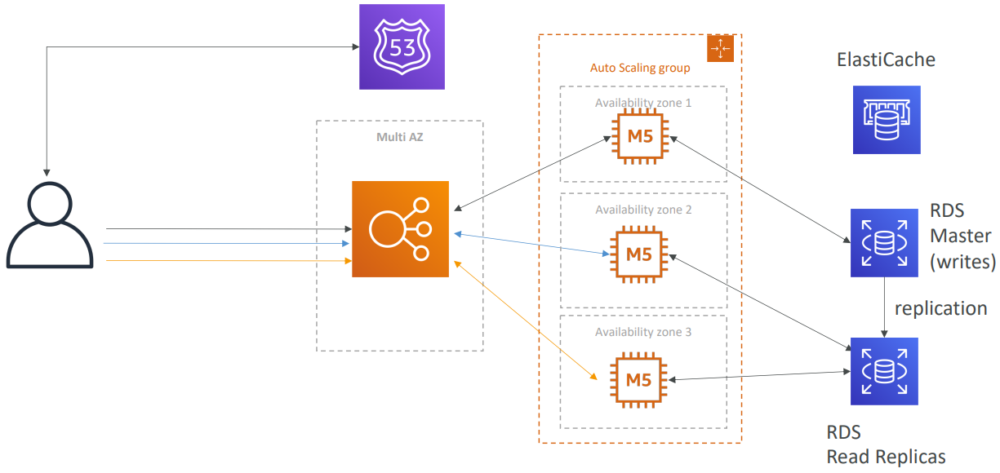 53
Auto Scaling group
ElastiCache
Multi AZ
Availability zone 1
M5
Availability zone 2
M5
Availability zone 3
M5
RDS
Master
(writes)
replication
RDS
Read Replicas